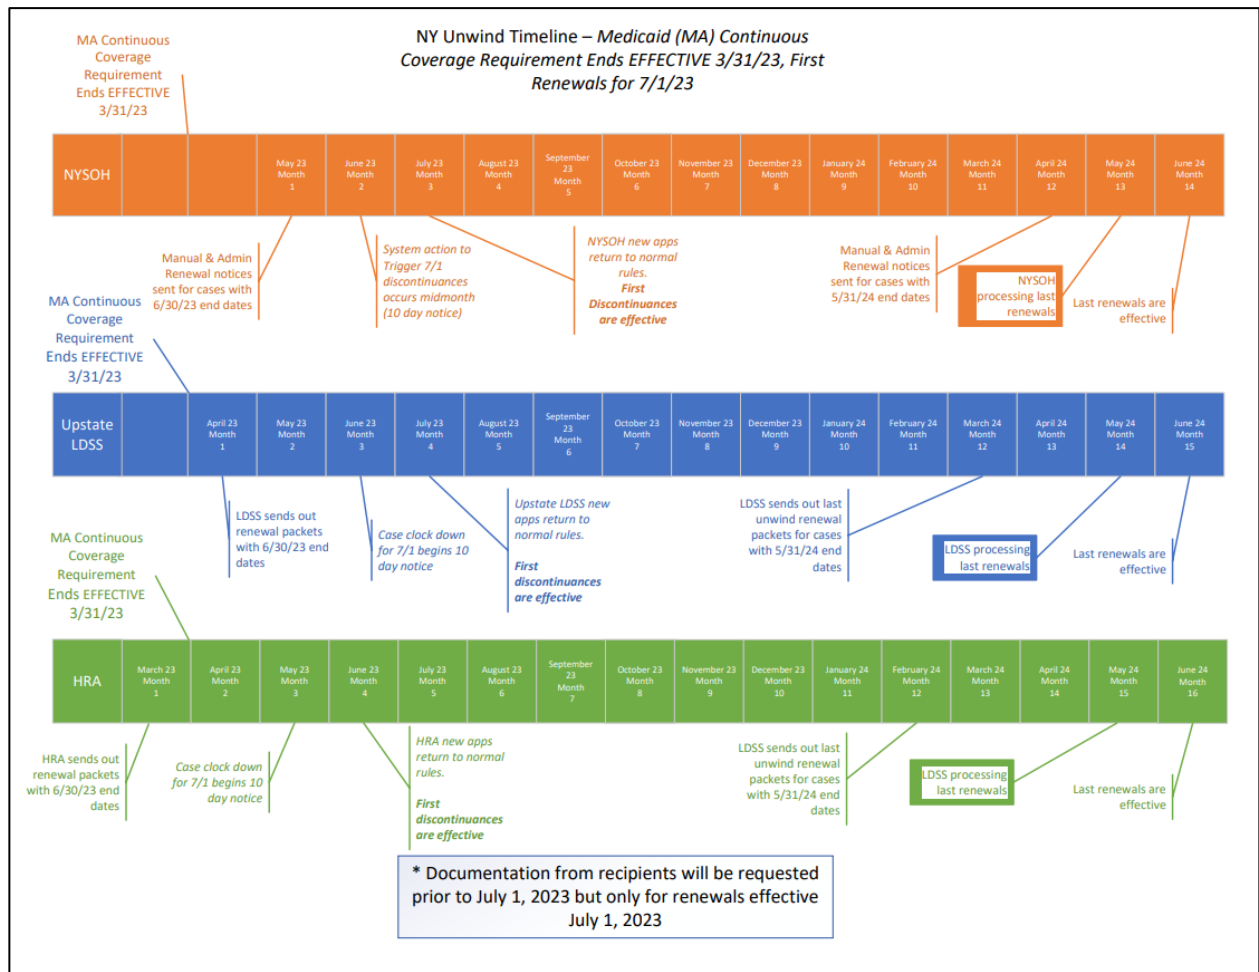 NY Unwind Timeline – Medicaid (MA) Continuous
Coverage Requirement Ends EFFECTIVE 3/31/23, First
Renewals for 7/1/23
MA Continuous
Coverage
Requirement
Ends EFFECTIVE
3/31/23
NYSOH
May 23
Month
1
June 23
Month
2
July 23
Month
3
August 23
Month
4
September
23
Month
5
October 23
Month
6
November 23
Month
7
December 23
Month
8
January 24
Month
9
February 24
Month
10
March 24
Month
11
April 24
Month
12
May 24
Month
13
June 24
Month
14
Manual & Admin
Renewal notices
sent for cases with
6/30/23 end dates
System action to
Trigger 7/1
discontinuances
occurs midmonth
(10 day notice)
NYSOH new apps
return to normal
rules.
First
Discontinuances
are effective
Manual & Admin
Renewal notices
sent for cases with
5/31/24 end dates
NYSOH
processing last
renewals
Last renewals are
effective
MA Continuous
Coverage
Requirement
Ends EFFECTIVE
3/31/23
Upstate
LDSS
April 23
Month
1
May 23
Month
2
June 23
Month
3
July 23
Month
4
August 23
Month
5
September
23
Month
6
October 23
Month
7
November 23
Month
8
December 23
Month
9
January 24
Month
10
February 24
Month
11
March 24
Month
12
April 24
Month
13
May 24
Month
14
June 24
Month
15
LDSS sends out
renewal packets
with 6/30/23 end
dates
Case clock down
for 7/1 begins 10
day notice
Upstate LDSS new
apps return to
normal rules.
First
discontinuances
are effective
LDSS sends out last
unwind renewal
packets for cases
with 5/31/24 end
dates
LDSS processing
last renewals
Last renewals are
effective
MA Continuous
Coverage
Requirement
Ends EFFECTIVE
3/31/23
HRA
March 23
Month
1
April 23
Month
2
May 23
Month
3
June 23
Month
4
July 23
Month
5
August 23
Month
6
September
23
Month
7
October 23
Month
8
November 23
Month
9
December 23
Month
10
January 24
Month
11
February 24
Month
12
March 24
Month
13
April 24
Month
14
May 24
Month
15
June 24
Month
16
HRA sends out
renewal packets
with 6/30/23 end
dates
Case clock down
for 7/1 begins 10
day notice
HRA new apps
return to normal
rules.
First
discontinuances
are effective
LDSS sends out last
unwind renewal
packets for cases
with 5/31/24 end
dates
LDSS processing
last renewals
Last renewals are
effective
* Documentation from recipients will be requested
prior to July 1, 2023 but only for renewals effective
July 1, 2023